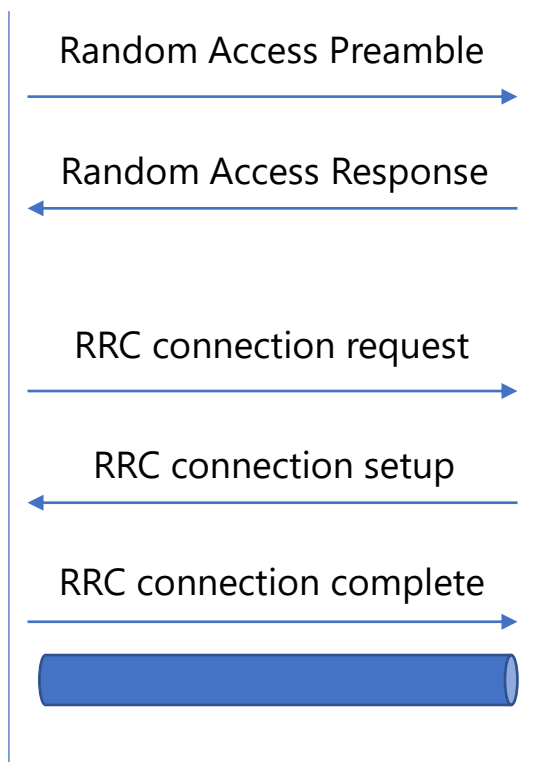 Random Access Preamble
Random Access Response
RRC connection request
RRC connection setup
RRC connection complete